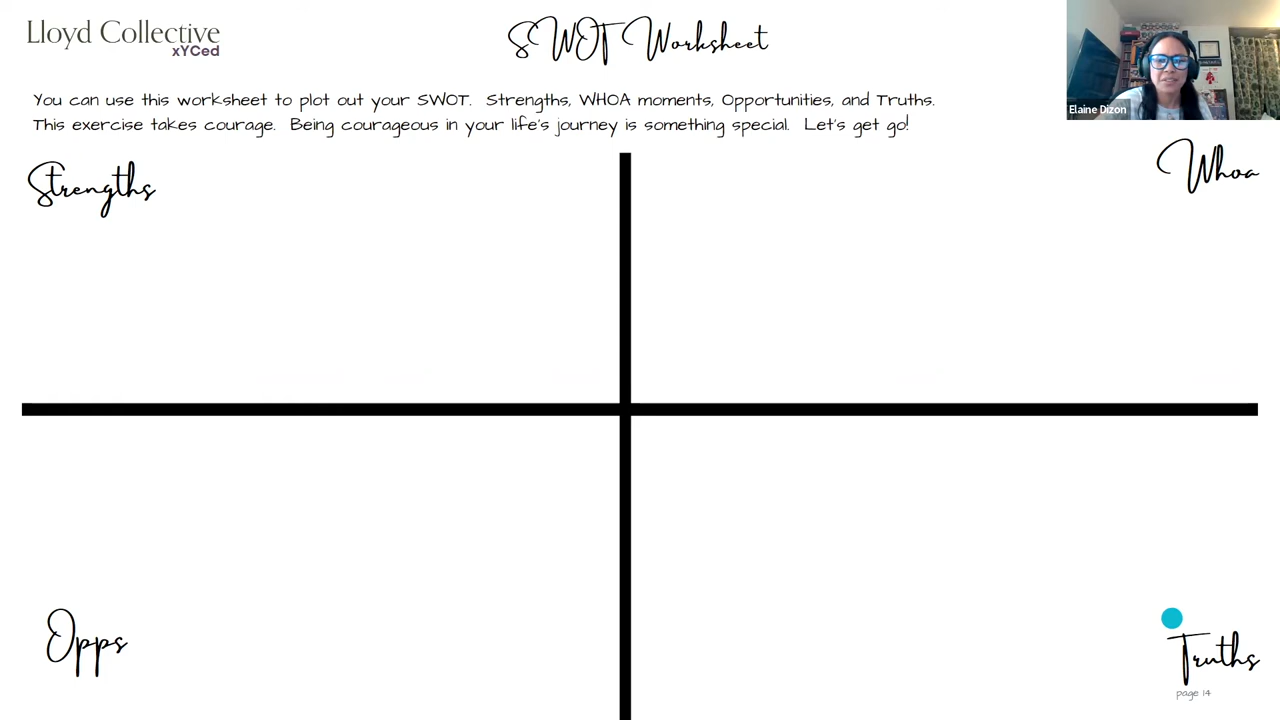 Lloyd Collective
xYCed
SWOT Worksheet
You can use this worksheet to plot out your SWOT. Strengths, WHOA moments, Opportunities, and Truths.
This exercise takes courage. Being courageous in your life's journey is something special. Let's get go!
Elaine Dizon
Strengths
Whoa
Opps
Truths
page 14